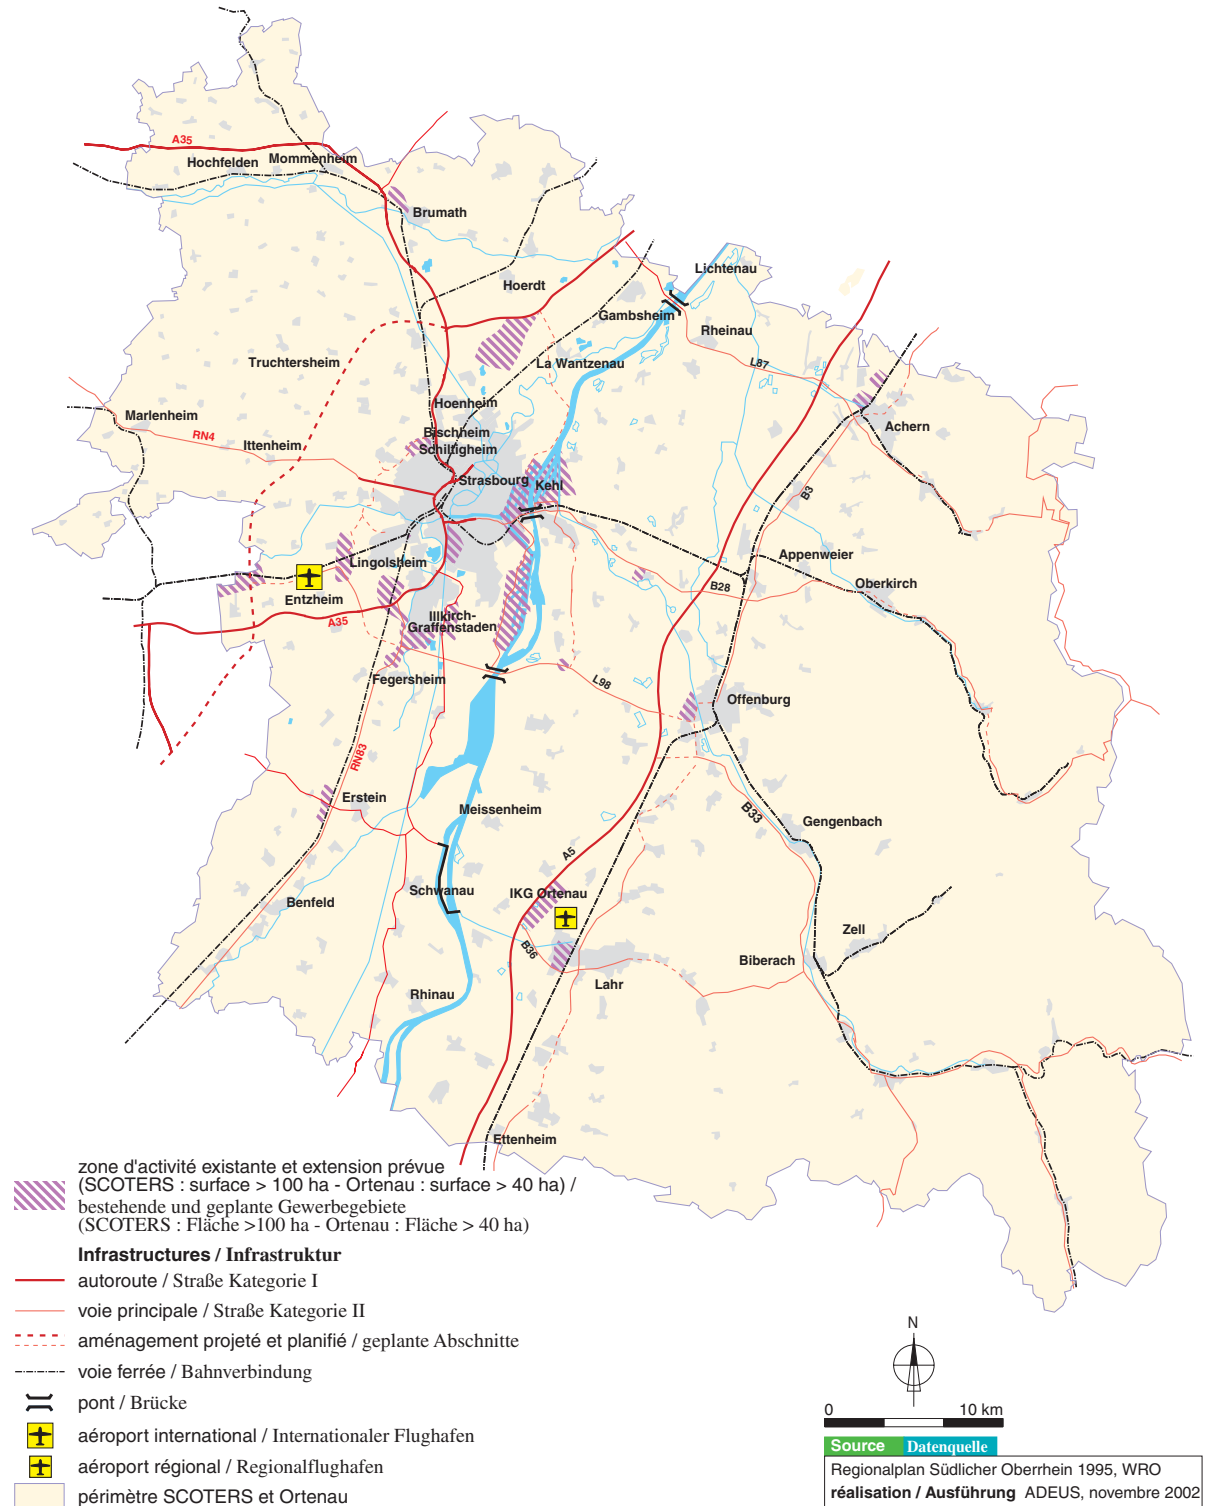 A35
Hochfelden
Mommenheim
Brumath
Lichtenau
Hoerdt
Gambsheim
Rheinau
Truchtersheim
La Wantzenau
L87
Hoenheim
Marlenheim
Achern
RN4
Bischheim
Ittenheim
Schiltigheim
Strasbourg
Kehl
B3
Appenweier
Lingolsheim
Oberkirch
B28
Entzheim
A35
Illkirch-
Graffenstaden
Fegersheim
L98
Offenburg
RN83
Erstein
Meissenheim
B33
Gengenbach
A5
Schwanau
IKG Ortenau
Benfeld
Zell
B36
Biberach
Lahr
Rhinau
Ettenheim
zone d'activité existante et extension prévue
(SCOTERS : surface > 100 ha - Ortenau : surface > 40 ha) /
bestehende und geplante Gewerbegebiete
(SCOTERS : Fläche >100 ha - Ortenau : Fläche > 40 ha)
Infrastructures / Infrastruktur
autoroute / Straße Kategorie I
voie principale / Straße Kategorie II
aménagement projeté et planifié / geplante Abschnitte
voie ferrée / Bahnverbindung
pont / Brücke
aéroport international / Internationaler Flughafen
aéroport régional / Regionalflughafen
périmètre SCOTERS et Ortenau
N
0 10 km
Source Datenquelle
Regionalplan Südlicher Oberrhein 1995, WRO
réalisation / Ausführung ADEUS, novembre 2002